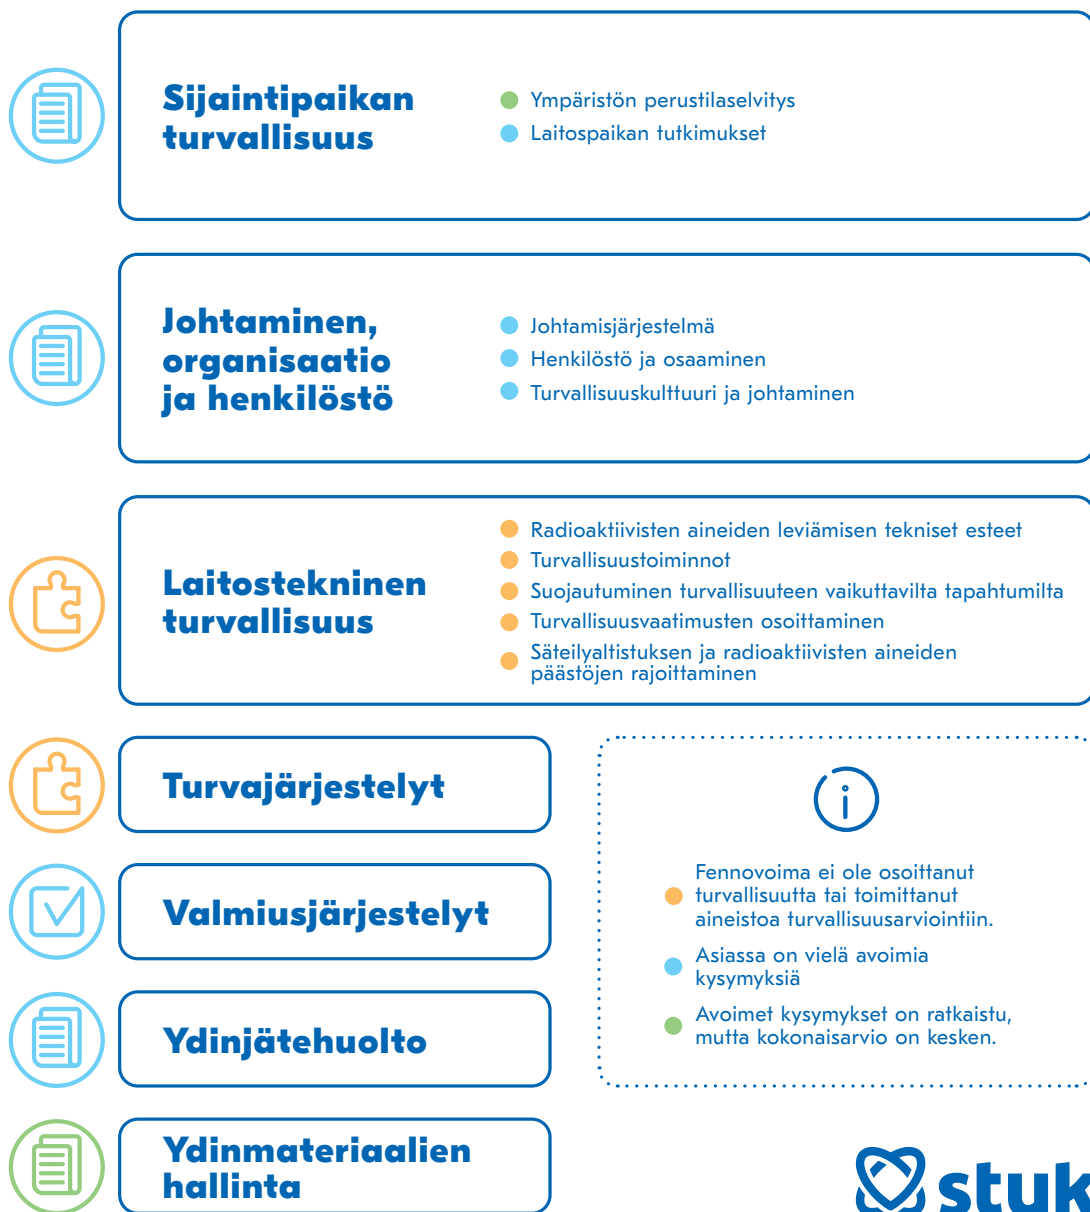 Sijaintipaikan
turvallisuus
Ympäristön perustilaselvitys
Laitospaikan tutkimukset
Johtaminen,
organisaatio
ja henkilöstö
Johtamisjärjestelmä
Henkilöstö ja osaaminen
Turvallisuuskulttuuri ja johtaminen
Laitostekninen
turvallisuus
Radioaktiivisten aineiden leviämisen tekniset esteet
Turvallisuustoiminnot
Suojautuminen turvallisuuteen vaikuttavilta tapahtumilta
Turvallisuusvaatimusten osoittaminen
Säteilyaltistuksen ja radioaktiivisten aineiden
päästöjen rajoittaminen
Turvajärjestelyt
Valmiusjärjestelyt
Ydinjätehuolto
Ydinmateriaalien
hallinta
i
Fennovoima ei ole osoittanut
turvallisuutta tai toimittanut
aineistoa turvallisuusarviointiin.
Asiassa on vielä avoimia
kysymyksiä
Avoimet kysymykset on ratkaistu,
mutta kokonaisarvio on kesken.
stuk